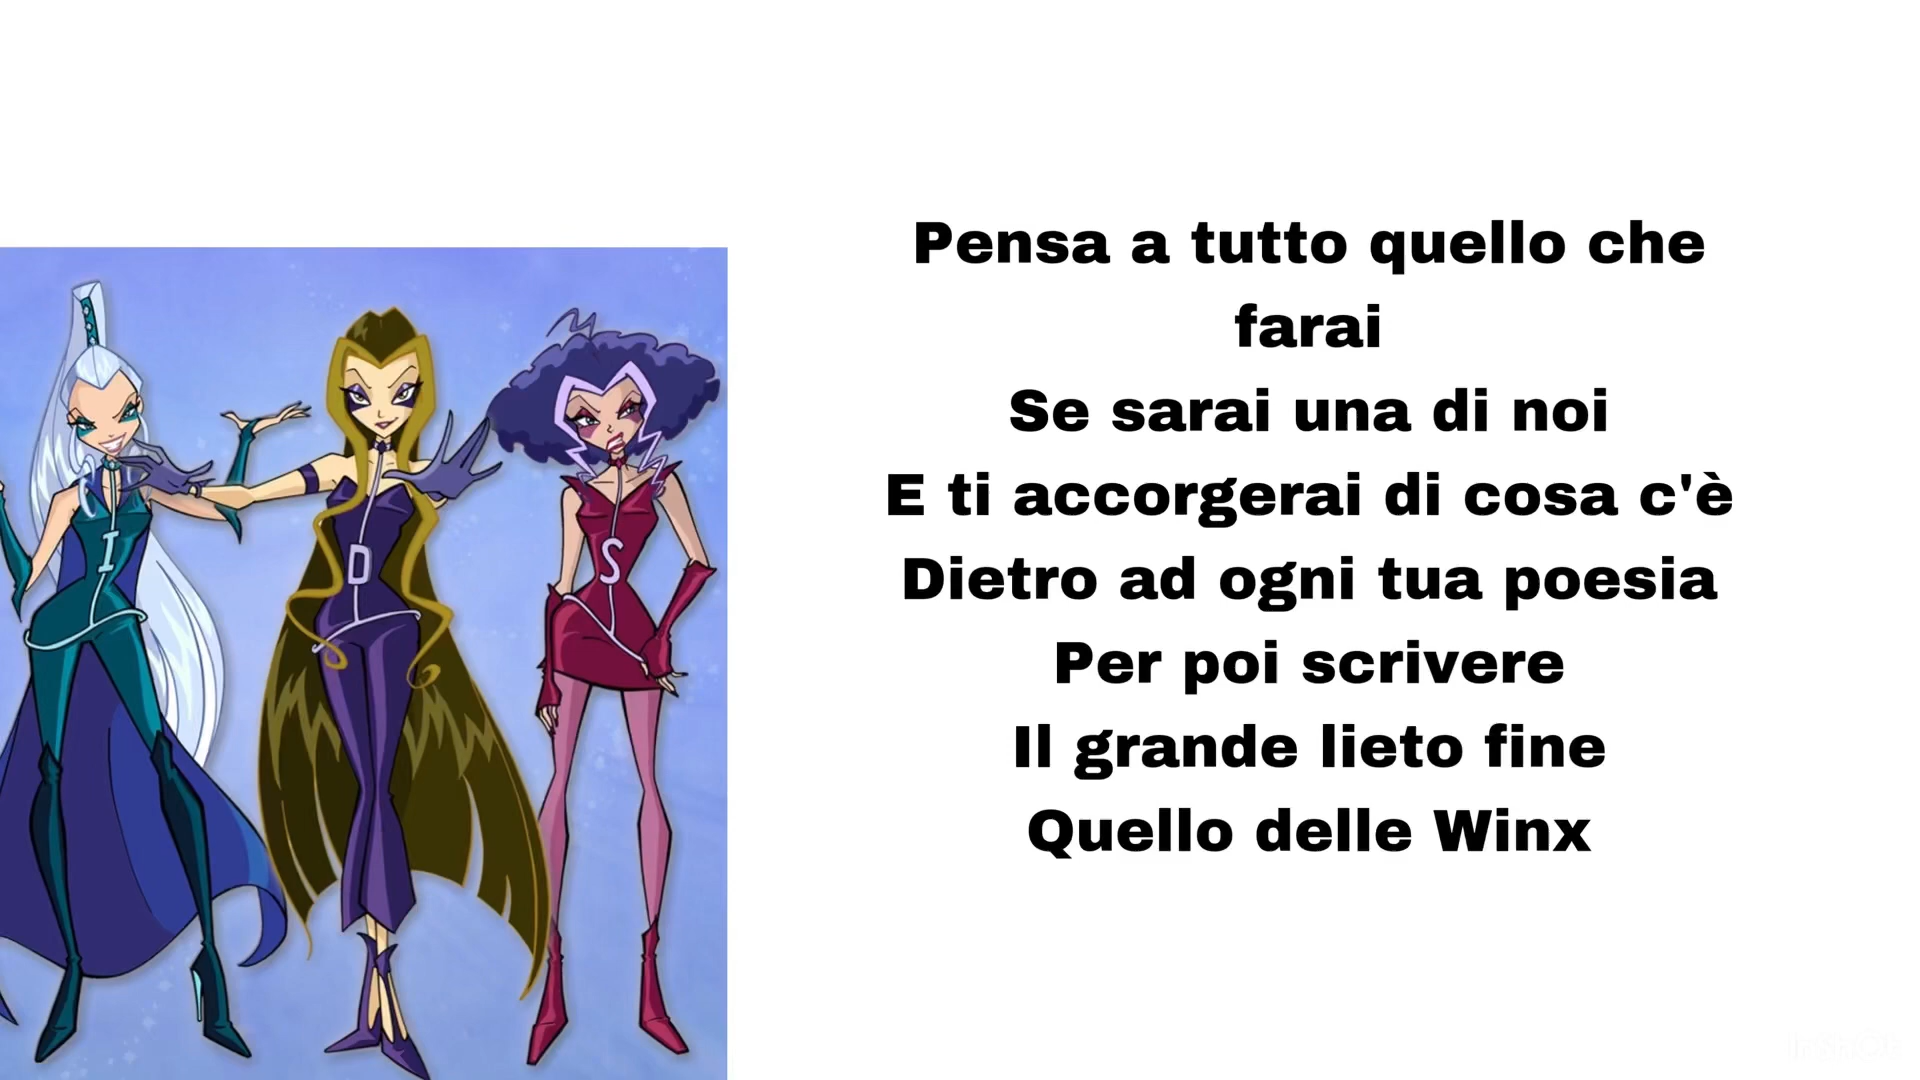 Pensa a tutto quello che
farai
Se sarai una di noi
E ti accorgerai di cosa c'è
Dietro ad ogni tua poesia
Per poi scrivere
Il grande lieto fine
Quello delle Winx
I
D
S